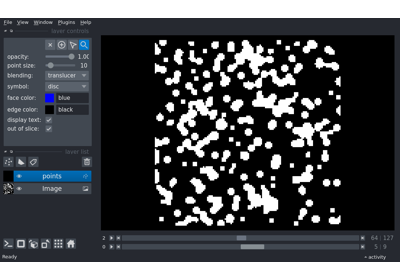 File View Window Plugins Help
layer controls
opacity: 1.00
point size: 10
blending: translucer
symbol: disc
face color: blue
edge color: black
display text:
out of slice:
layer list
points
Image
2 64 127
0 5 9
Ready activity